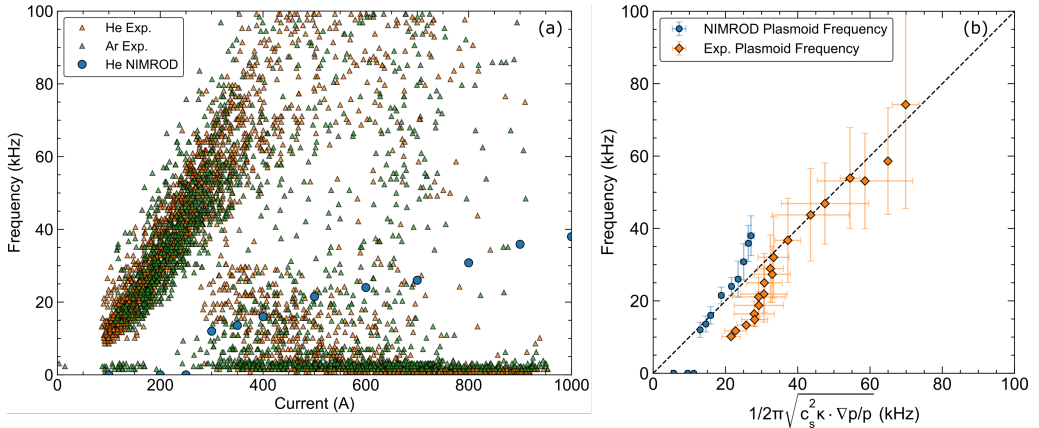 (a)
He Exp.
Ar Exp.
He NIMROD
Frequency (kHz)
100
80
60
40
20
0
0 200 400 600 800 1000
Current (A)
(b)
NIMROD Plasmoid Frequency
Exp. Plasmoid Frequency
Frequency (kHz)
100
80
60
40
20
0
0 20 40 60 80 100
1/2π√c_s^2 κ · ∇p/p (kHz)